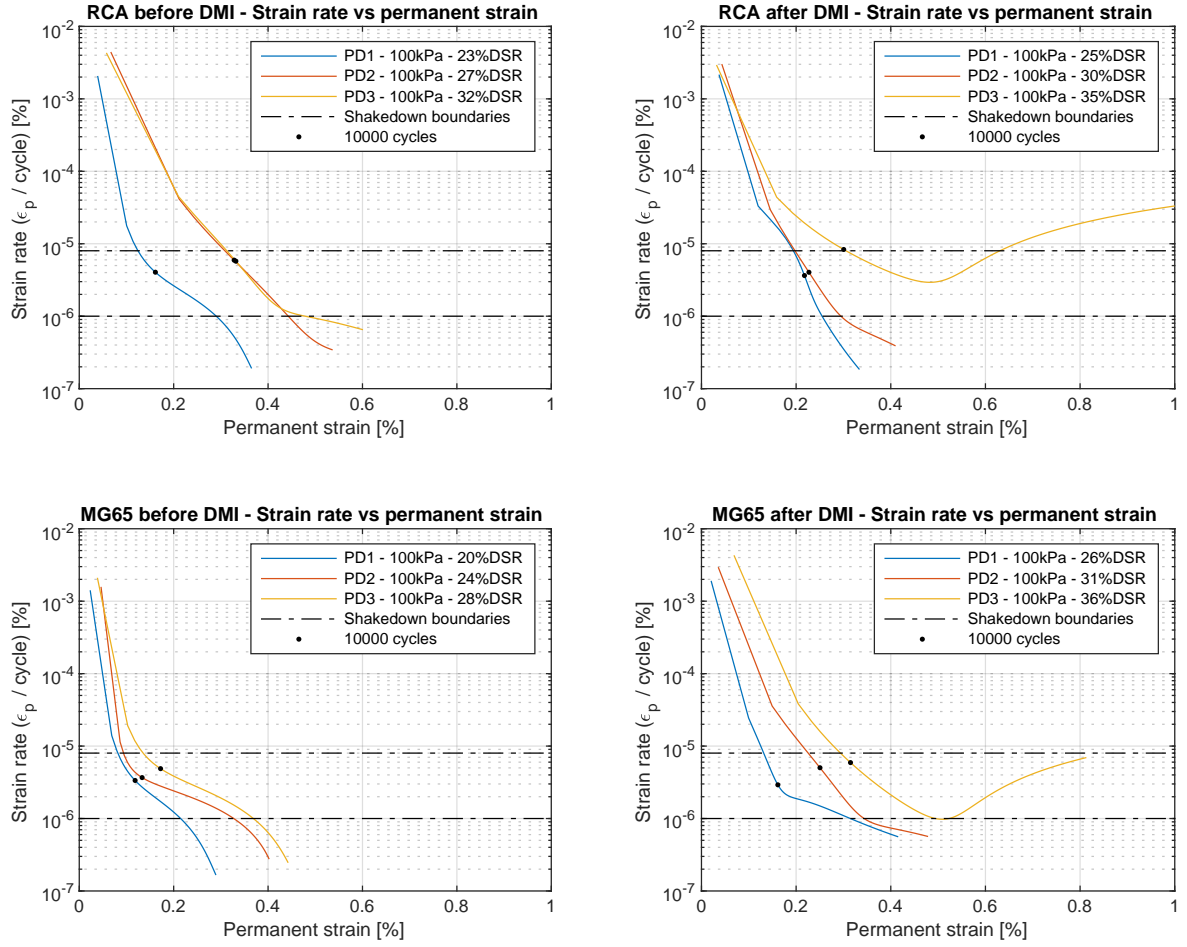 RCA before DMI - Strain rate vs permanent strain
10^-2
10^-3
10^-4
10^-5
10^-6
10^-7
Strain rate (ϵ_p / cycle) [%]
PD1 - 100kPa - 23%DSR
PD2 - 100kPa - 27%DSR
PD3 - 100kPa - 32%DSR
Shakedown boundaries
10000 cycles
0 0.2 0.4 0.6 0.8 1
Permanent strain [%]
RCA after DMI - Strain rate vs permanent strain
10^-2
10^-3
10^-4
10^-5
10^-6
10^-7
Strain rate (ϵ_p / cycle) [%]
PD1 - 100kPa - 25%DSR
PD2 - 100kPa - 30%DSR
PD3 - 100kPa - 35%DSR
Shakedown boundaries
10000 cycles
0 0.2 0.4 0.6 0.8 1
Permanent strain [%]
MG65 before DMI - Strain rate vs permanent strain
10^-2
10^-3
10^-4
10^-5
10^-6
10^-7
Strain rate (ϵ_p / cycle) [%]
PD1 - 100kPa - 20%DSR
PD2 - 100kPa - 24%DSR
PD3 - 100kPa - 28%DSR
Shakedown boundaries
10000 cycles
0 0.2 0.4 0.6 0.8 1
Permanent strain [%]
MG65 after DMI - Strain rate vs permanent strain
10^-2
10^-3
10^-4
10^-5
10^-6
10^-7
Strain rate (ϵ_p / cycle) [%]
PD1 - 100kPa - 26%DSR
PD2 - 100kPa - 31%DSR
PD3 - 100kPa - 36%DSR
Shakedown boundaries
10000 cycles
0 0.2 0.4 0.6 0.8 1
Permanent strain [%]